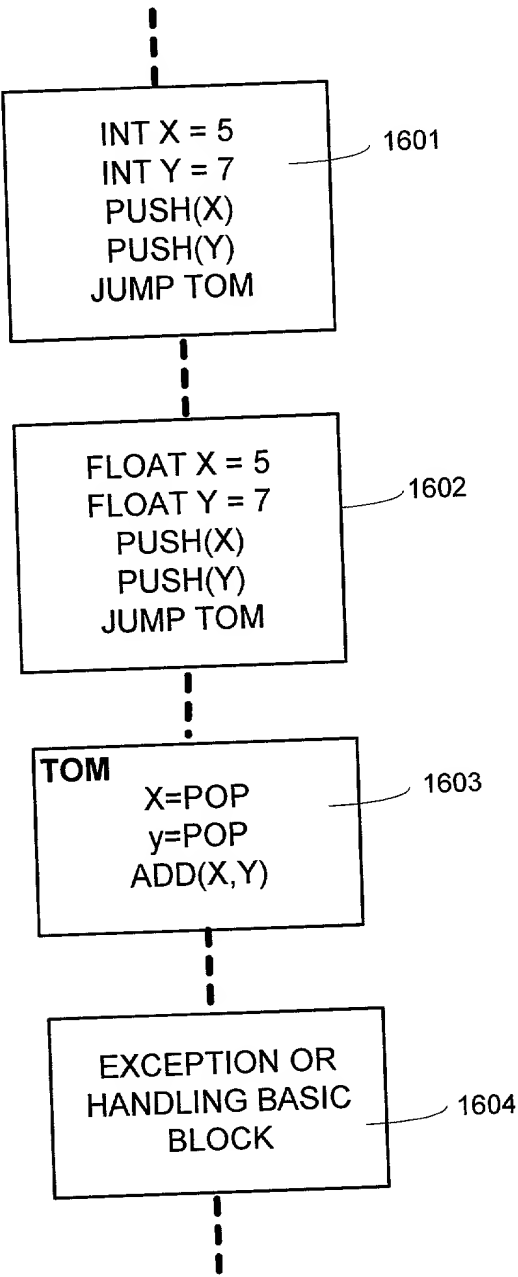 INT X = 5
INT Y = 7
PUSH(X)
PUSH(Y)
JUMP TOM
1601
FLOAT X = 5
FLOAT Y = 7
PUSH(X)
PUSH(Y)
JUMP TOM
1602
TOM
X=POP
y=POP
ADD(X,Y)
1603
EXCEPTION OR
HANDLING BASIC
BLOCK
1604